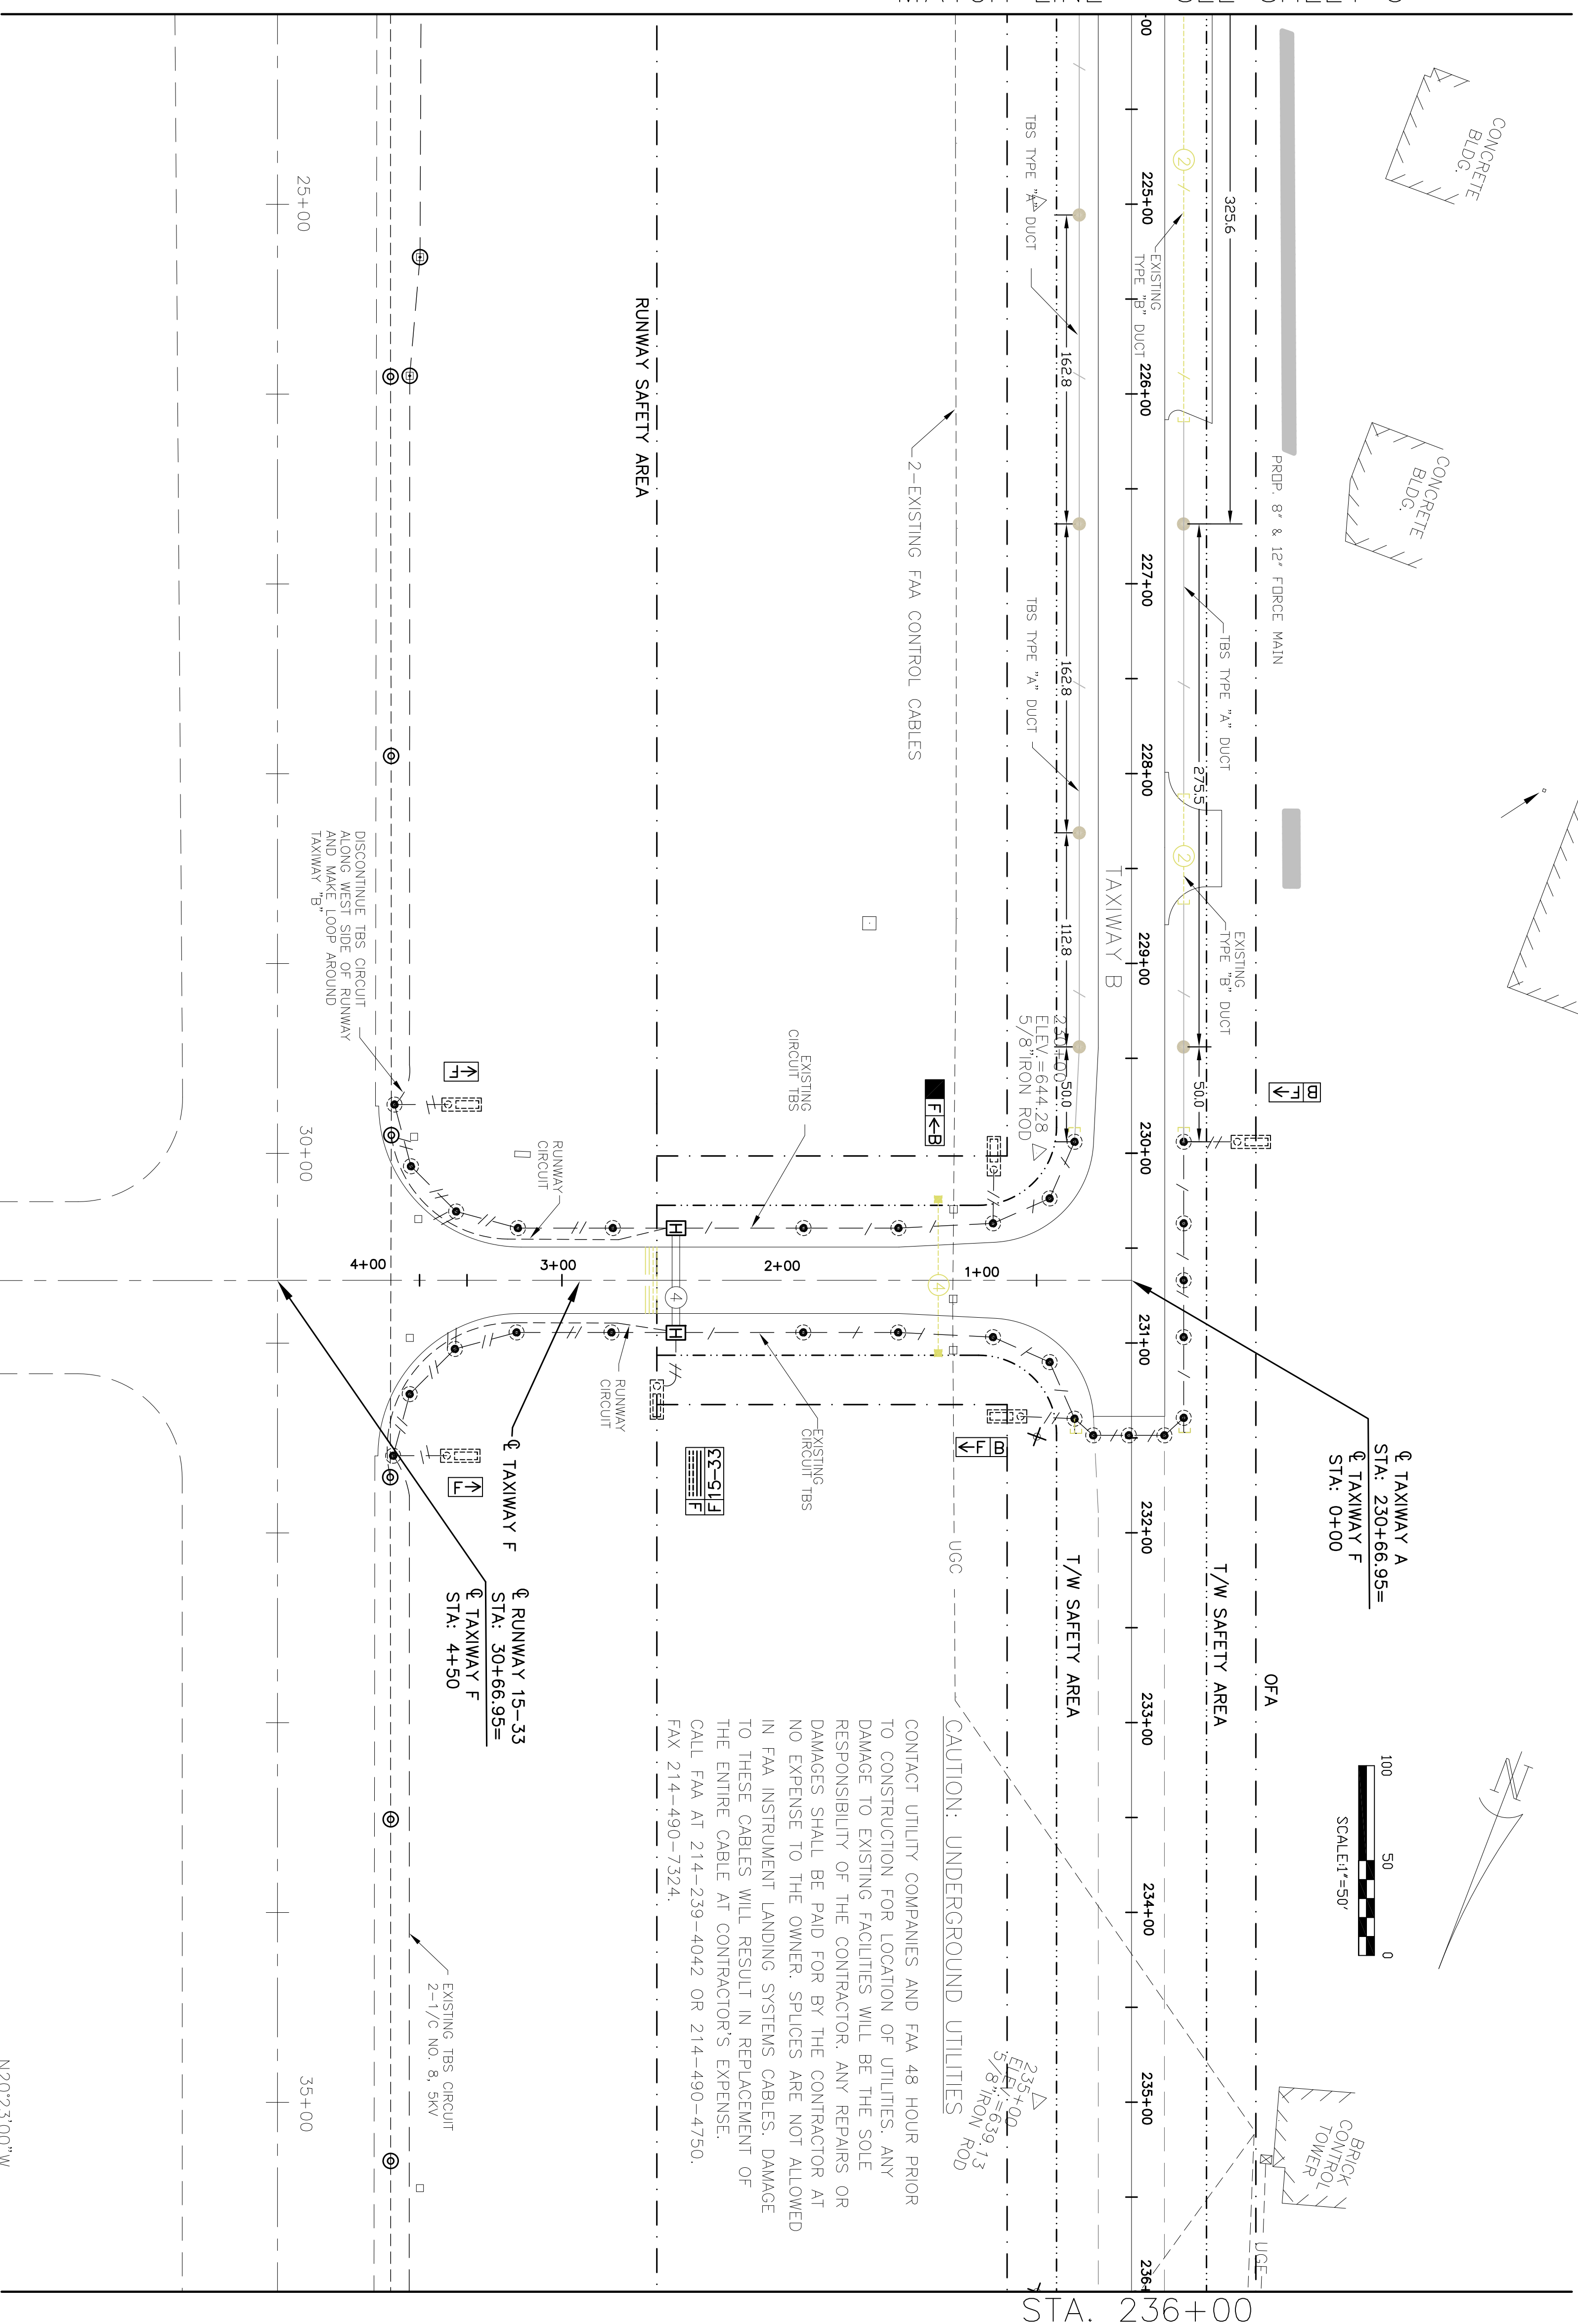 CONCRETE
BLDG.
CONCRETE
BLDG.
PROP. 8" & 12" FORCE MAIN
325.6
TBS TYPE "A" DUCT
275.5
EXISTING
TYPE "B" DUCT
50.0
B F
OFA
T/W SAFETY AREA
100 50 0
SCALE:1"=50'
BRICK
CONTROL
TOWER
UGE
℄ TAXIWAY A
STA: 230+66.95=
℄ TAXIWAY F
STA: 0+00
2
2
EXISTING
TYPE "B" DUCT
225+00
226+00
227+00
228+00
229+00
230+00
231+00
232+00
233+00
234+00
235+00
236+
TAXIWAY B
162.8
162.8
112.8
50.0
T/W SAFETY AREA
TBS TYPE "A" DUCT
TBS TYPE "A" DUCT
230+00
ELEV.=644.28
5/8"IRON ROD
235+00
ELEV.=639.13
5/8"IRON ROD
B F
F B
UGC
2-EXISTING FAA CONTROL CABLES
CAUTION: UNDERGROUND UTILITIES
CONTACT UTILITY COMPANIES AND FAA 48 HOUR PRIOR
TO CONSTRUCTION FOR LOCATION OF UTILITIES. ANY
DAMAGE TO EXISTING FACILITIES WILL BE THE SOLE
RESPONSIBILITY OF THE CONTRACTOR. ANY REPAIRS OR
DAMAGES SHALL BE PAID FOR BY THE CONTRACTOR AT
NO EXPENSE TO THE OWNER. SPLICES ARE NOT ALLOWED
IN FAA INSTRUMENT LANDING SYSTEMS CABLES. DAMAGE
TO THESE CABLES WILL RESULT IN REPLACEMENT OF
THE ENTIRE CABLE AT CONTRACTOR'S EXPENSE.
CALL FAA AT 214-239-4042 OR 214-490-4750.
FAX 214-490-7324.
EXISTING
CIRCUIT TBS
EXISTING
CIRCUIT TBS
1+00
2+00
3+00
4+00
4
4
H
H
F 15-33
F
RUNWAY SAFETY AREA
RUNWAY
CIRCUIT
RUNWAY
CIRCUIT
℄ TAXIWAY F
℄ RUNWAY 15-33
STA: 30+66.95=
℄ TAXIWAY F
STA: 4+50
F
F
DISCONTINUE TBS CIRCUIT
ALONG WEST SIDE OF RUNWAY
AND MAKE LOOP AROUND
TAXIWAY "B"
EXISTING TBS CIRCUIT
2-1/C NO. 8, 5KV
25+00
30+00
35+00
N20°23'00"W
STA. 236+00